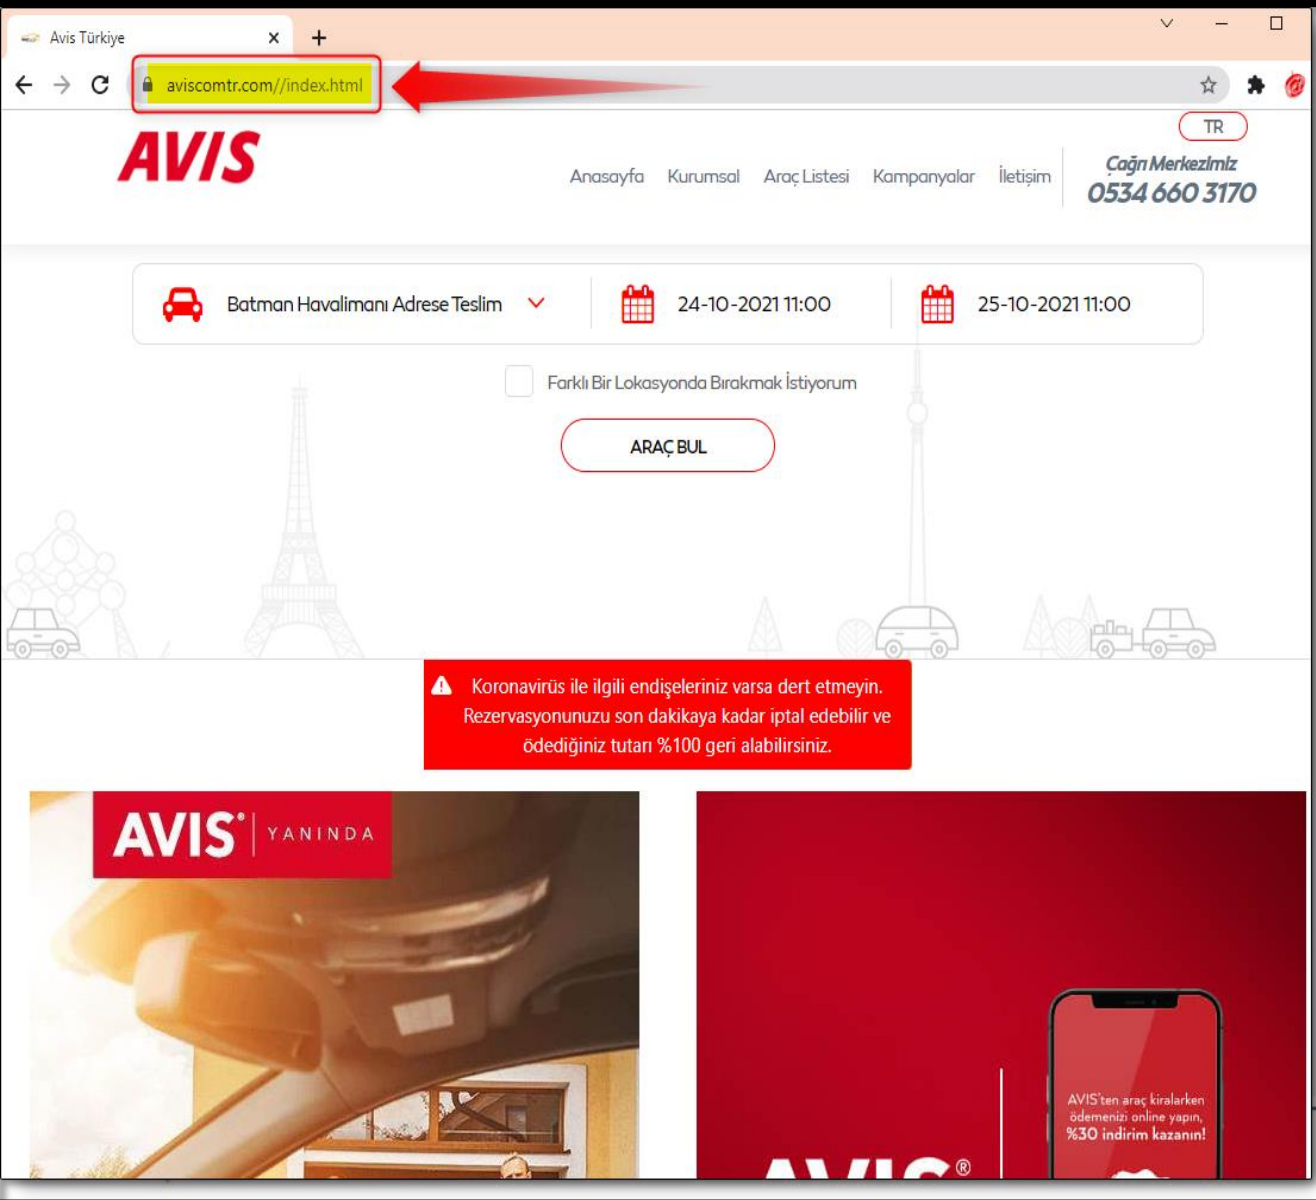 Avis Türkiye
aviscomtr.com//index.html
AVIS
Anasayfa Kurumsal Araç Listesi Kampanyalar İletişim
TR
Çağrı Merkezimiz
0534 660 3170
Batman Havalimanı Adrese Teslim
24-10-2021 11:00
25-10-2021 11:00
Farklı Bir Lokasyonda Bırakmak İstiyorum
ARAÇ BUL
Koronavirüs ile ilgili endişeleriniz varsa dert etmeyin.
Rezervasyonunuzu son dakikaya kadar iptal edebilir ve
ödediğiniz tutarı %100 geri alabilirsiniz.
AVIS® YANINDA
AVIS'ten araç kiralarken
ödemenizi online yapın,
%30 indirim kazanın!
AVIS®